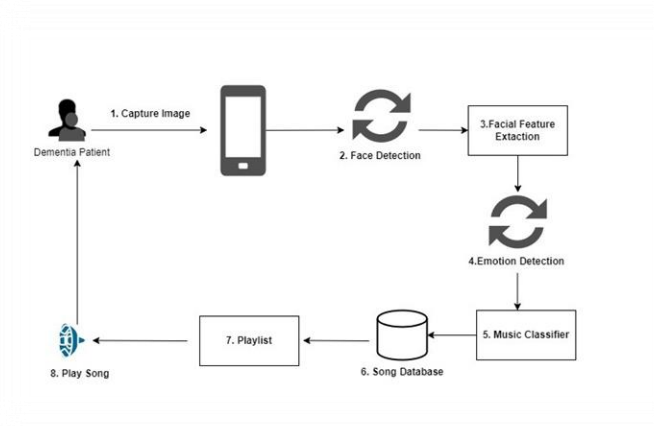 1. Capture Image
Dementia Patient
2. Face Detection
3.Facial Feature
Extaction
4.Emotion Detection
5. Music Classifier
6. Song Database
7. Playlist
8. Play Song